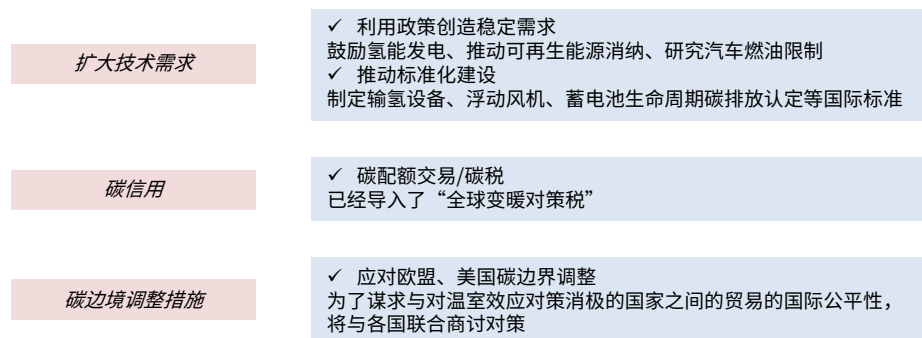 扩大技术需求
✓ 利用政策创造稳定需求
鼓励氢能发电、推动可再生能源消纳、研究汽车燃油限制
✓ 推动标准化建设
制定输氢设备、浮动风机、蓄电池生命周期碳排放认定等国际标准
碳信用
✓ 碳配额交易/碳税
已经导入了“全球变暖对策税”
碳边境调整措施
✓ 应对欧盟、美国碳边界调整
为了谋求与对温室效应对策消极的国家之间的贸易的国际公平性，
将与各国联合商讨对策